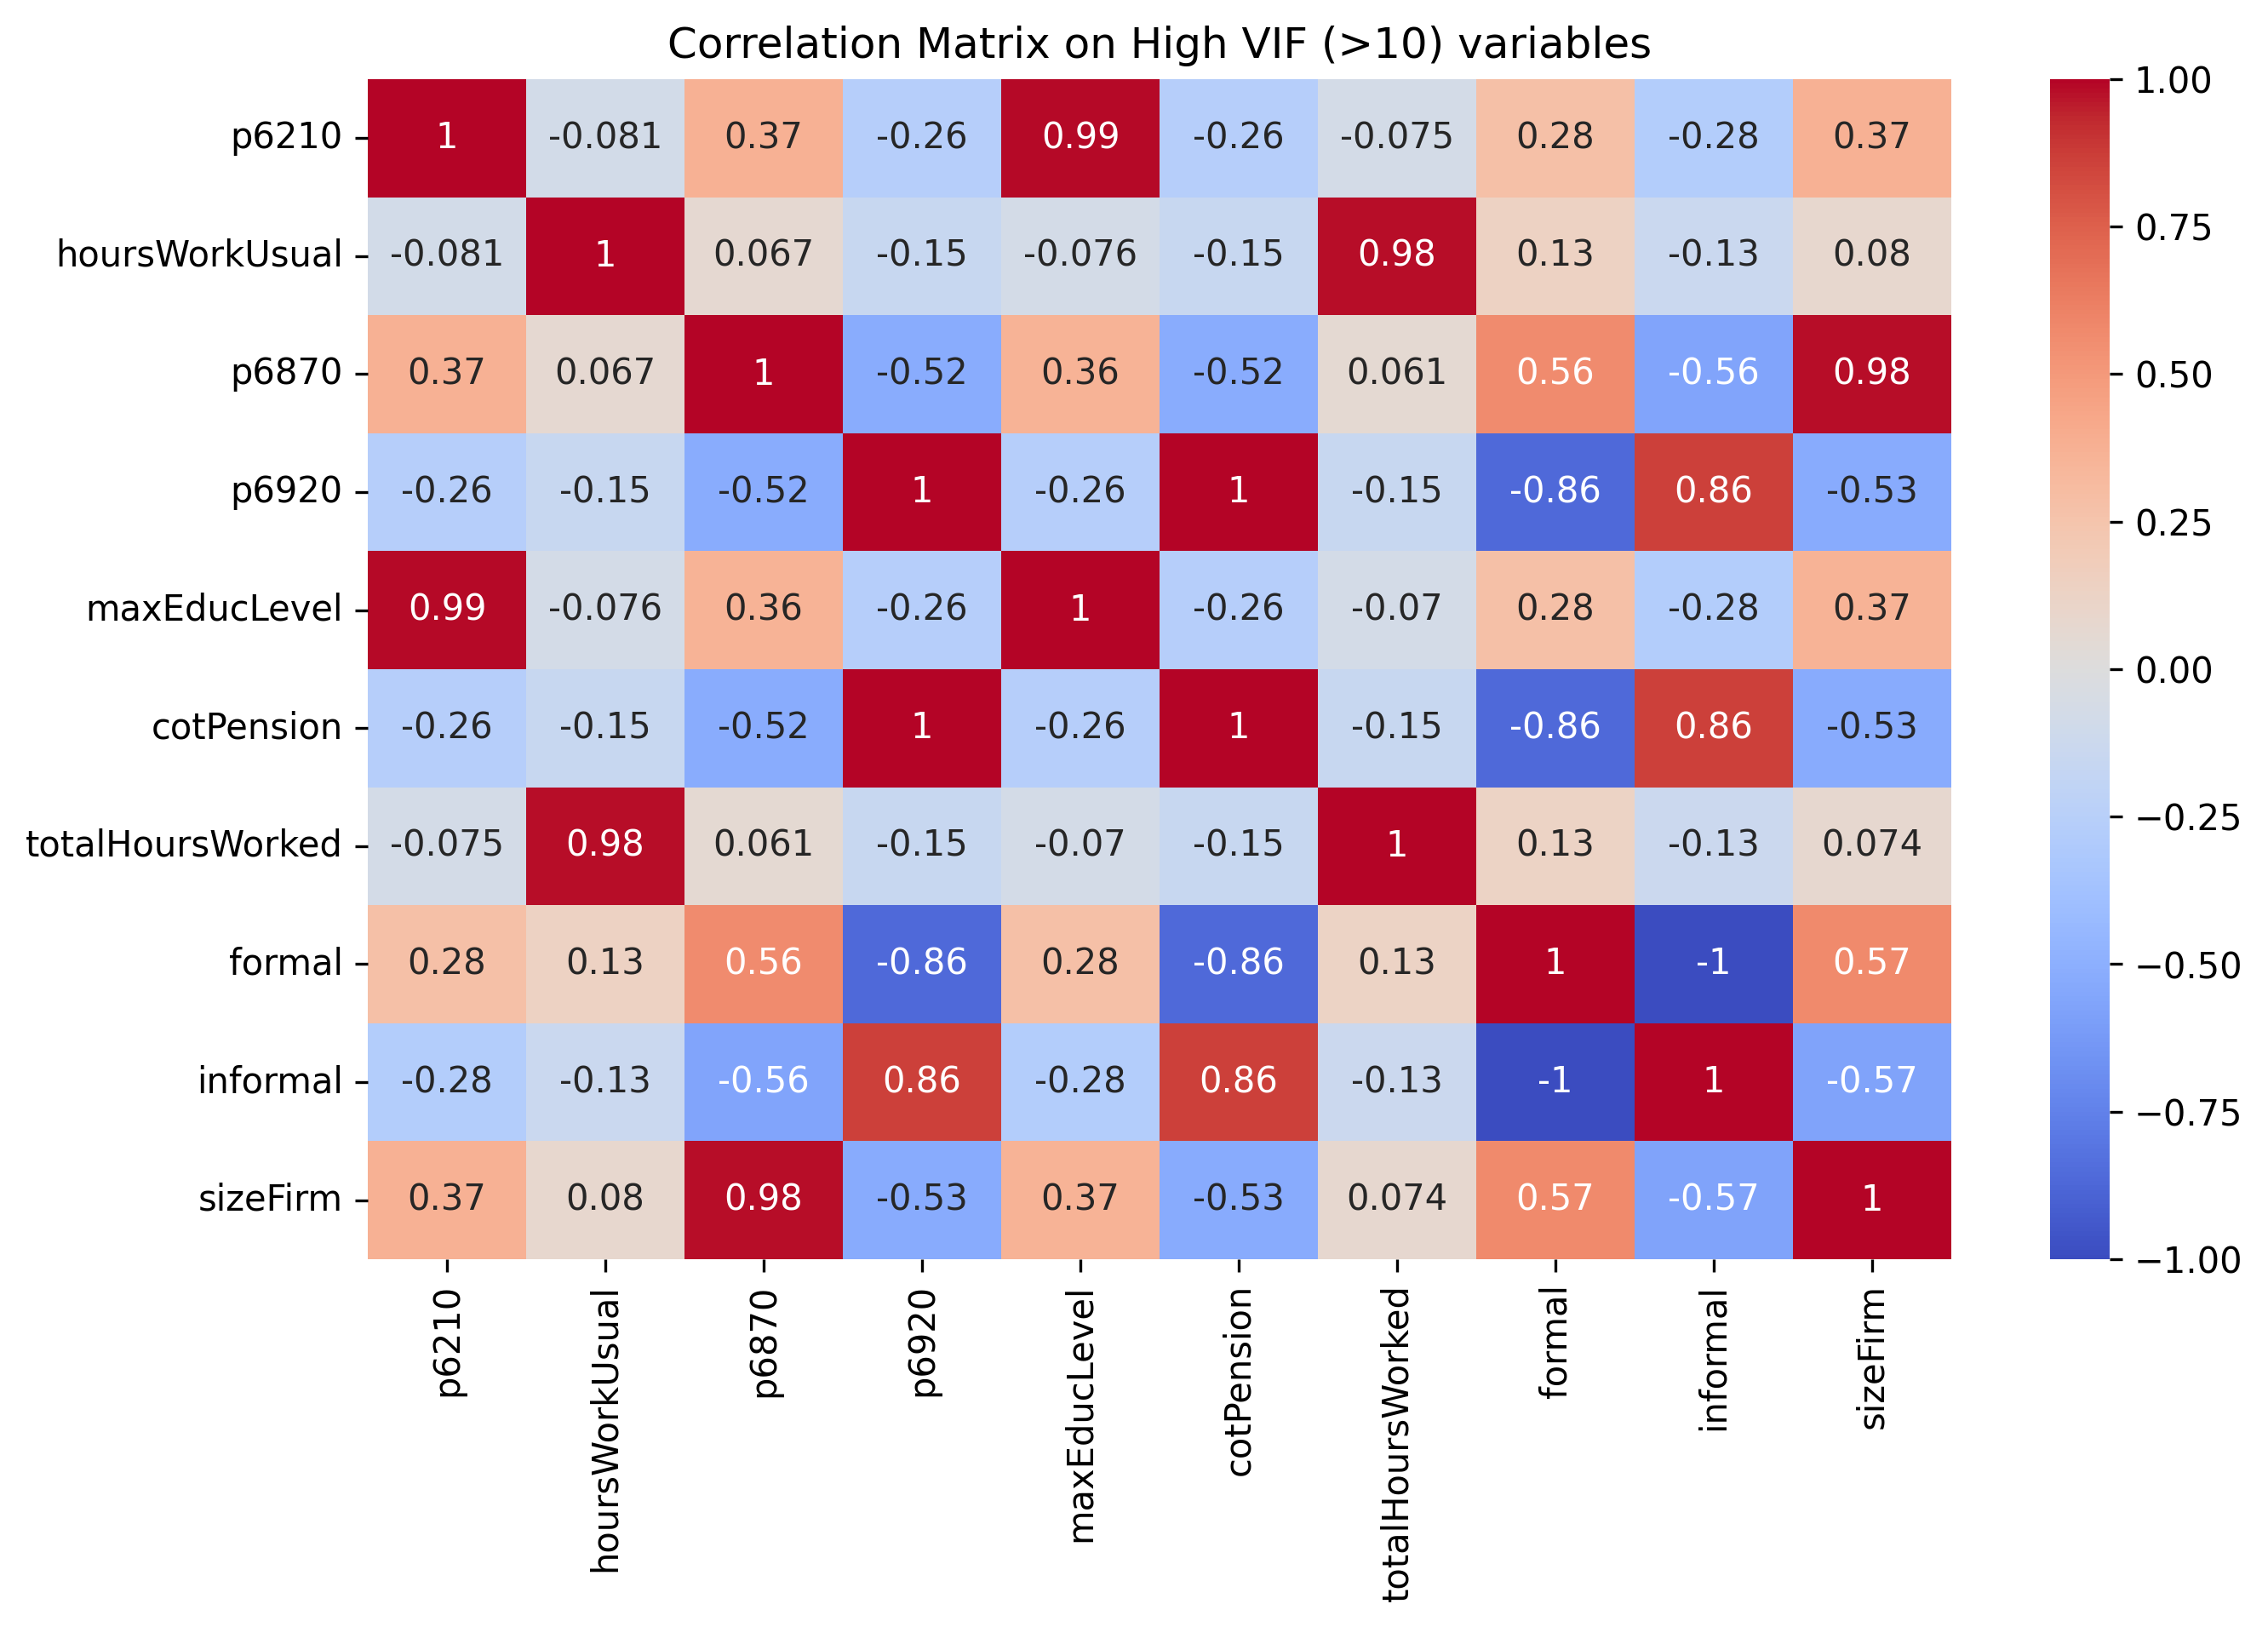 Correlation Matrix on High VIF (>10) variables
p6210 1 -0.081 0.37 -0.26 0.99 -0.26 -0.075 0.28 -0.28 0.37
hoursWorkUsual -0.081 1 0.067 -0.15 -0.076 -0.15 0.98 0.13 -0.13 0.08
p6870 0.37 0.067 1 -0.52 0.36 -0.52 0.061 0.56 -0.56 0.98
p6920 -0.26 -0.15 -0.52 1 -0.26 1 -0.15 -0.86 0.86 -0.53
maxEducLevel 0.99 -0.076 0.36 -0.26 1 -0.26 -0.07 0.28 -0.28 0.37
cotPension -0.26 -0.15 -0.52 1 -0.26 1 -0.15 -0.86 0.86 -0.53
totalHoursWorked -0.075 0.98 0.061 -0.15 -0.07 -0.15 1 0.13 -0.13 0.074
formal 0.28 0.13 0.56 -0.86 0.28 -0.86 0.13 1 -1 0.57
informal -0.28 -0.13 -0.56 0.86 -0.28 0.86 -0.13 -1 1 -0.57
sizeFirm 0.37 0.08 0.98 -0.53 0.37 -0.53 0.074 0.57 -0.57 1
p6210
hoursWorkUsual
p6870
p6920
maxEducLevel
cotPension
totalHoursWorked
formal
informal
sizeFirm
1.00
0.75
0.50
0.25
0.00
−0.25
−0.50
−0.75
−1.00